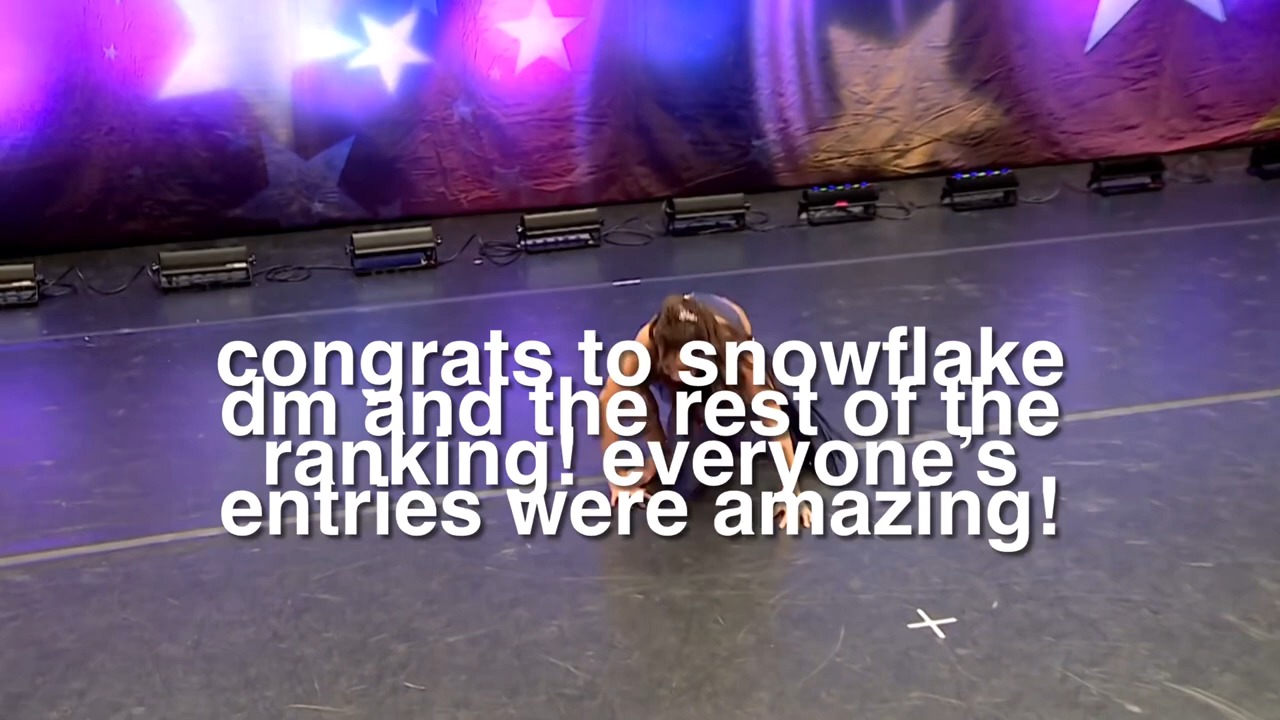 congrats to snowflake
dm and the rest of the
ranking! everyone's
entries were amazing!